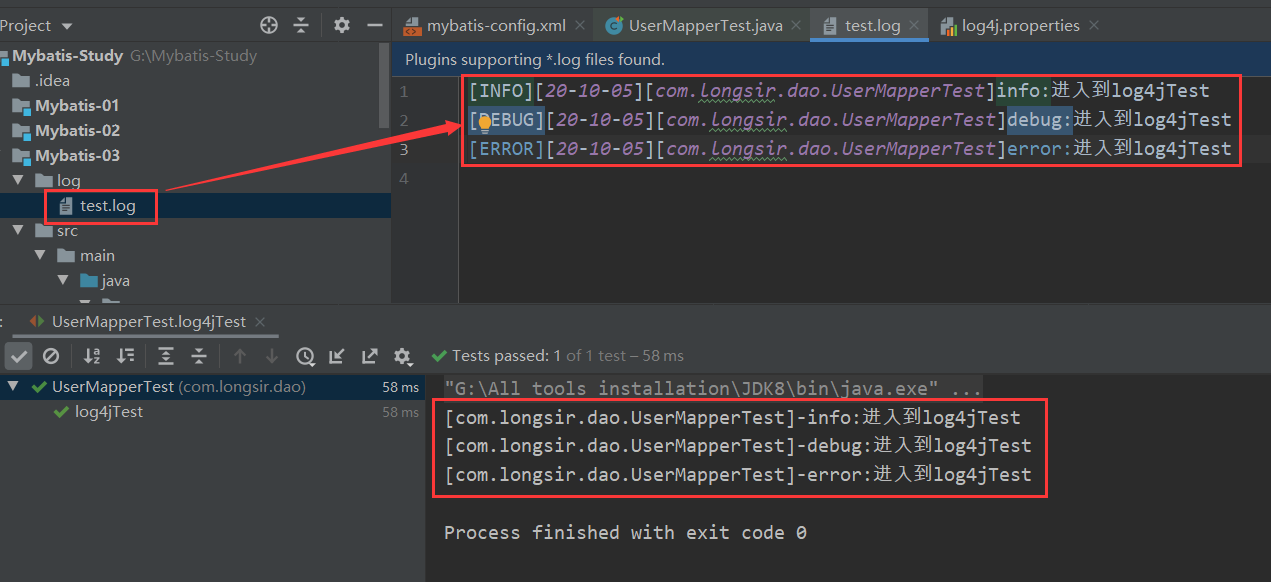 Project
mybatis-config.xml
UserMapperTest.java
test.log
log4j.properties
Mybatis-Study G:\Mybatis-Study
Plugins supporting *.log files found.
.idea
Mybatis-01
Mybatis-02
Mybatis-03
log
test.log
src
main
java
1 [INFO][20-10-05][com.longsir.dao.UserMapperTest]info:进入到log4jTest
2 [DEBUG][20-10-05][com.longsir.dao.UserMapperTest]debug:进入到log4jTest
3 [ERROR][20-10-05][com.longsir.dao.UserMapperTest]error:进入到log4jTest
4
: UserMapperTest.log4jTest
Tests passed: 1 of 1 test – 58 ms
UserMapperTest (com.longsir.dao) 58 ms
log4jTest 58 ms
"G:\All tools installation\JDK8\bin\java.exe" ...
[com.longsir.dao.UserMapperTest]-info:进入到log4jTest
[com.longsir.dao.UserMapperTest]-debug:进入到log4jTest
[com.longsir.dao.UserMapperTest]-error:进入到log4jTest
Process finished with exit code 0